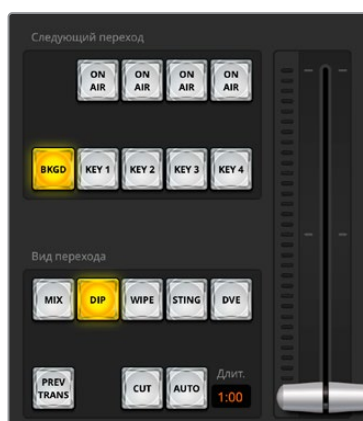 Следующий переход
ON AIR ON AIR ON AIR ON AIR
BKGD KEY 1 KEY 2 KEY 3 KEY 4
Вид перехода
MIX DIP WIPE STING DVE
Длит.
PREV TRANS CUT AUTO 1:00